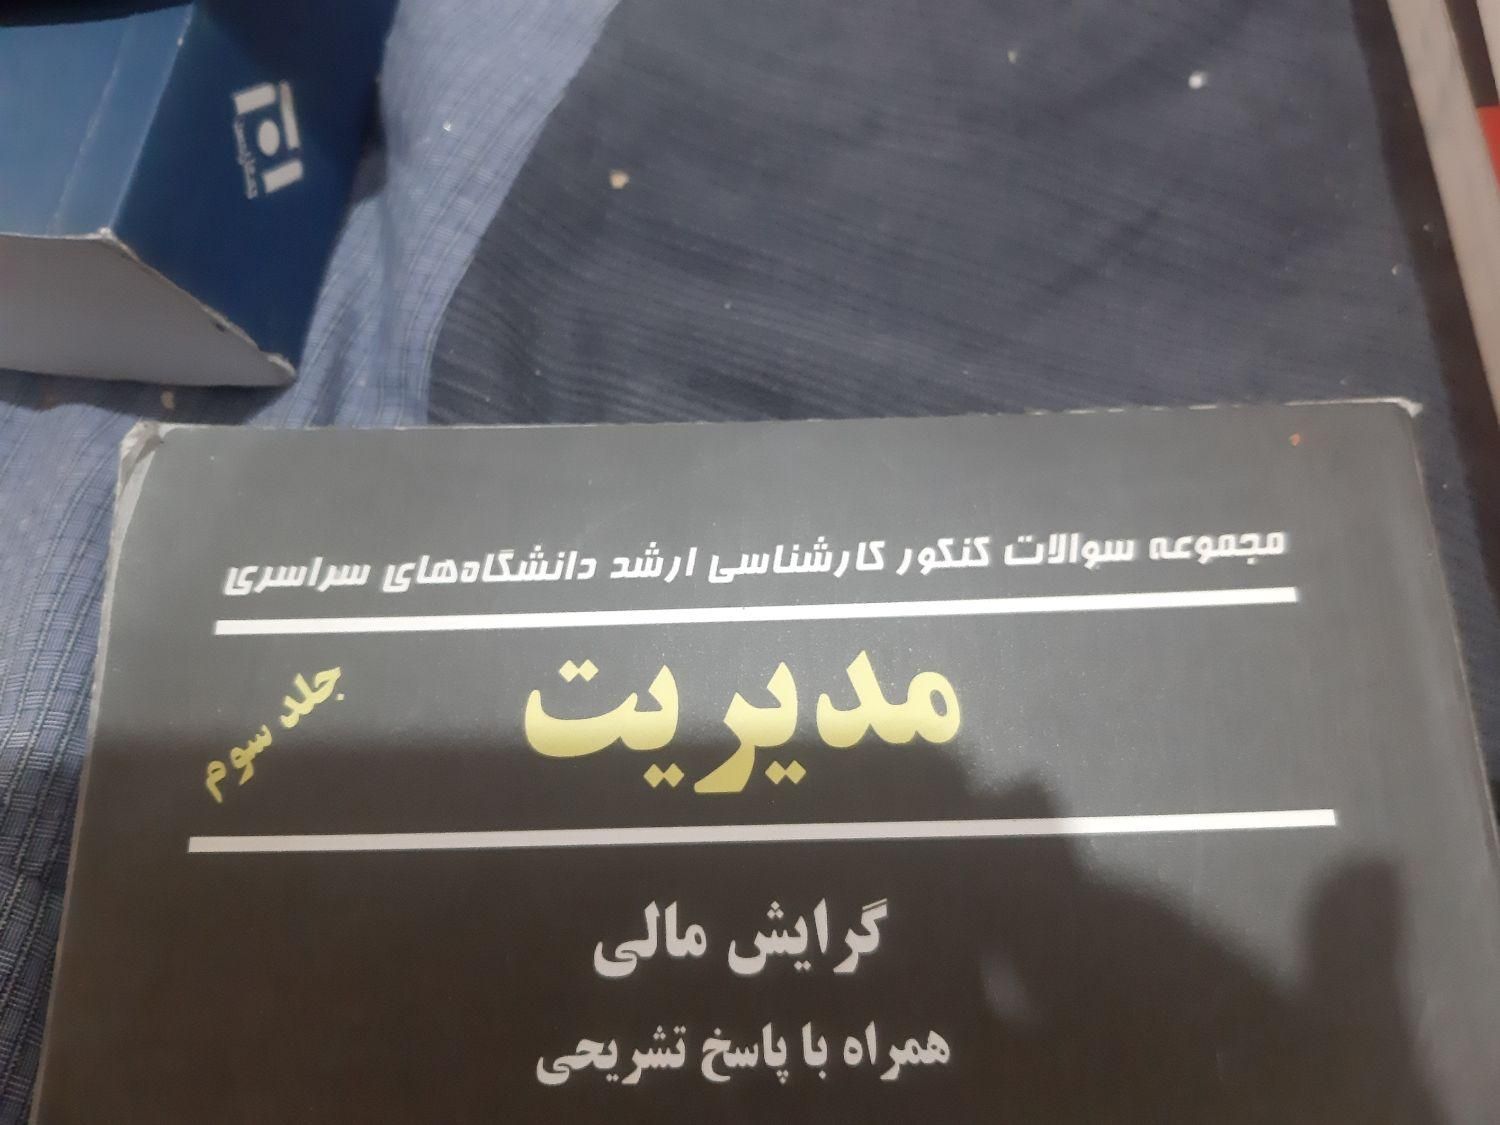 مجموعه سوالات کنکور کارشناسی ارشد دانشگاه‌های سراسری
مدیریت
جلد سوم
گرایش مالی
همراه با پاسخ تشریحی